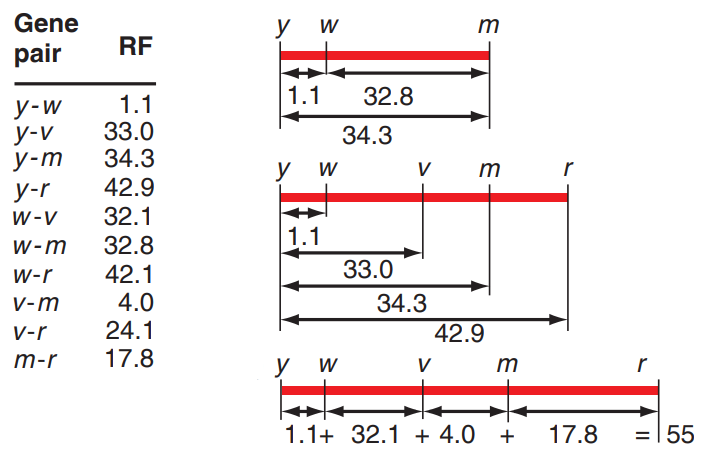 Gene
pair RF
y-w 1.1
y-v 33.0
y-m 34.3
y-r 42.9
w-v 32.1
w-m 32.8
w-r 42.1
v-m 4.0
v-r 24.1
m-r 17.8
y w m
1.1 32.8
34.3
y w v m r
1.1
33.0
34.3
42.9
y w v m r
1.1+ 32.1 + 4.0 + 17.8 = 55